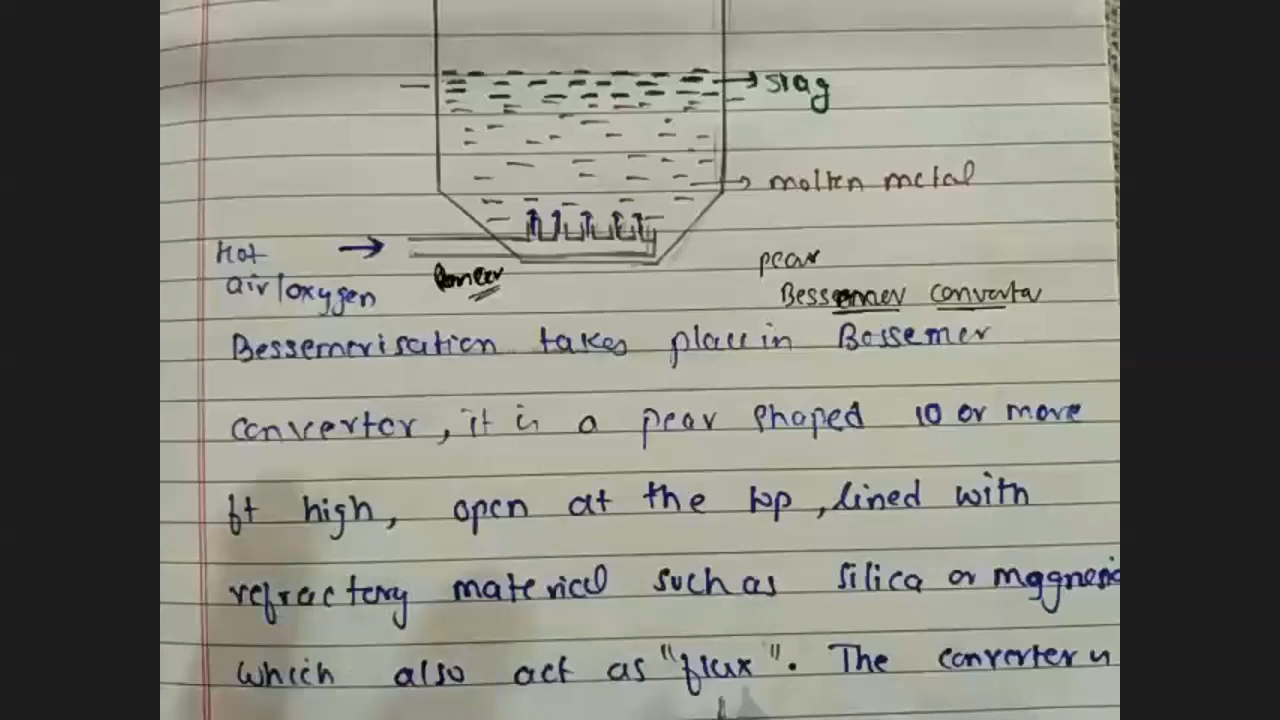 slag
molten metal
Hot
air/oxygen
pear
Bessemer converter
Bessemerisation takes place in Bessemer
convertor, it is a pear shaped 10 or more
ft high, open at the top, lined with
refractory material such as silica or magnesia
which also act as "flux". The converter is